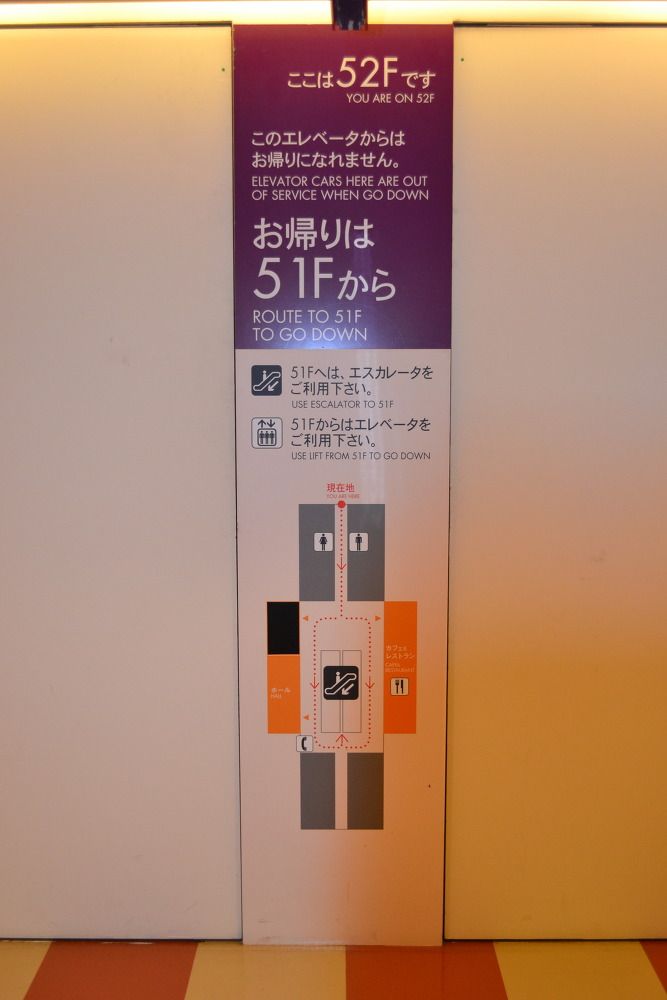 ここは52Fです
YOU ARE ON 52F
このエレベータからは
お帰りになれません。
ELEVATOR CARS HERE ARE OUT
OF SERVICE WHEN GO DOWN
お帰りは
51Fから
ROUTE TO 51F
TO GO DOWN
51Fへは、エスカレータを
ご利用下さい。
USE ESCALATOR TO 51F
51Fからはエレベータを
ご利用下さい。
USE LIFT FROM 51F TO GO DOWN
現在地
YOU ARE HERE
カフェ&
レストラン
CAFE&
RESTAURANT
ホール
HALL